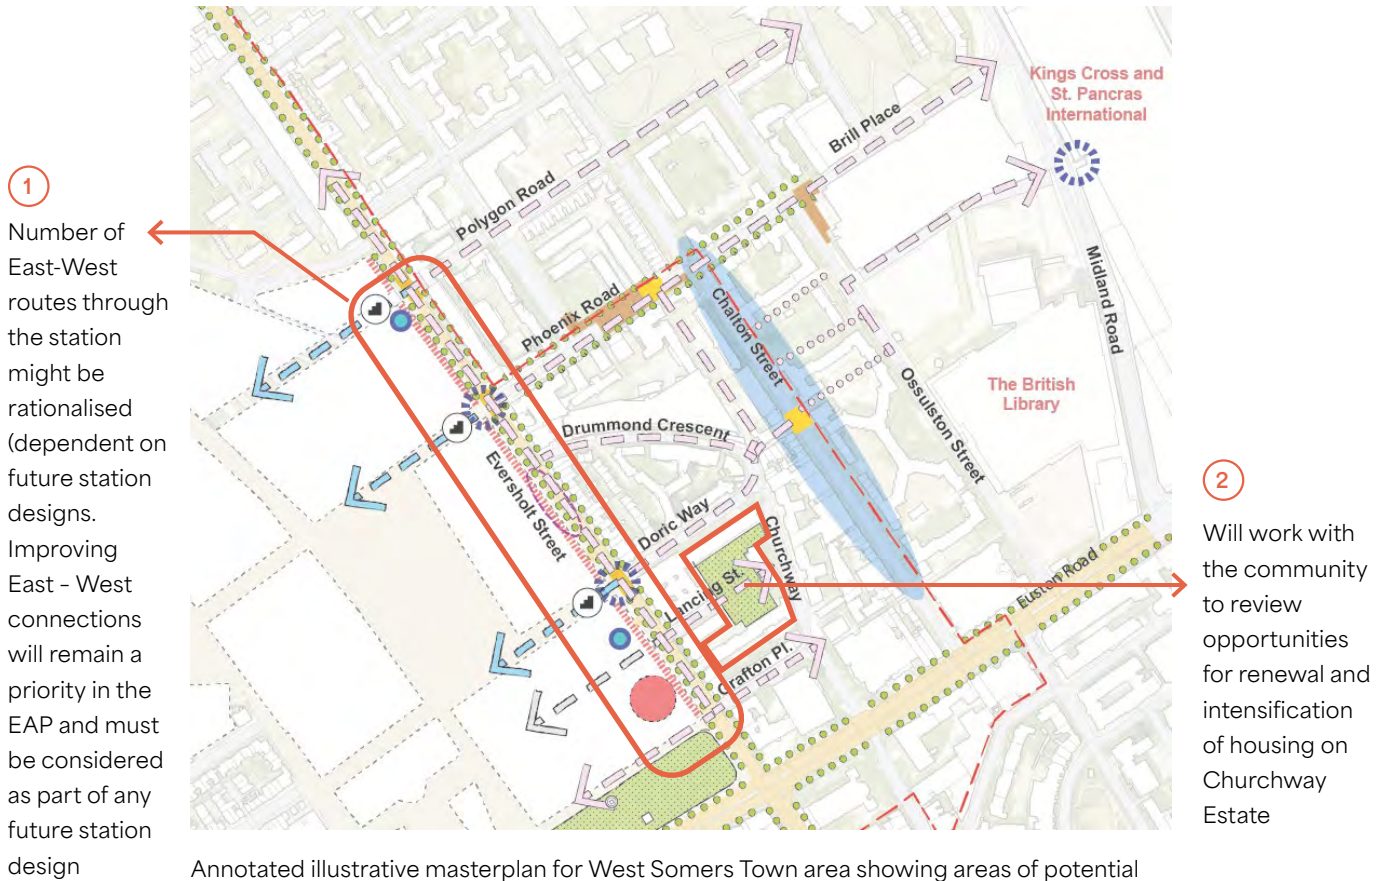 1
Number of
East-West
routes through
the station
might be
rationalised
(dependent on
future station
designs.
Improving
East – West
connections
will remain a
priority in the
EAP and must
be considered
as part of any
future station
design
Kings Cross and
St. Pancras
International
Brill Place
Polygon Road
Phoenix Road
Chalton Street
Midland Road
The British
Library
Ossulston Street
Drummond Crescent
Eversholt Street
Doric Way
Churchway
Lancing St.
Euston Road
Grafton Pl.
2
Will work with
the community
to review
opportunities
for renewal and
intensification
of housing on
Churchway
Estate
Annotated illustrative masterplan for West Somers Town area showing areas of potential